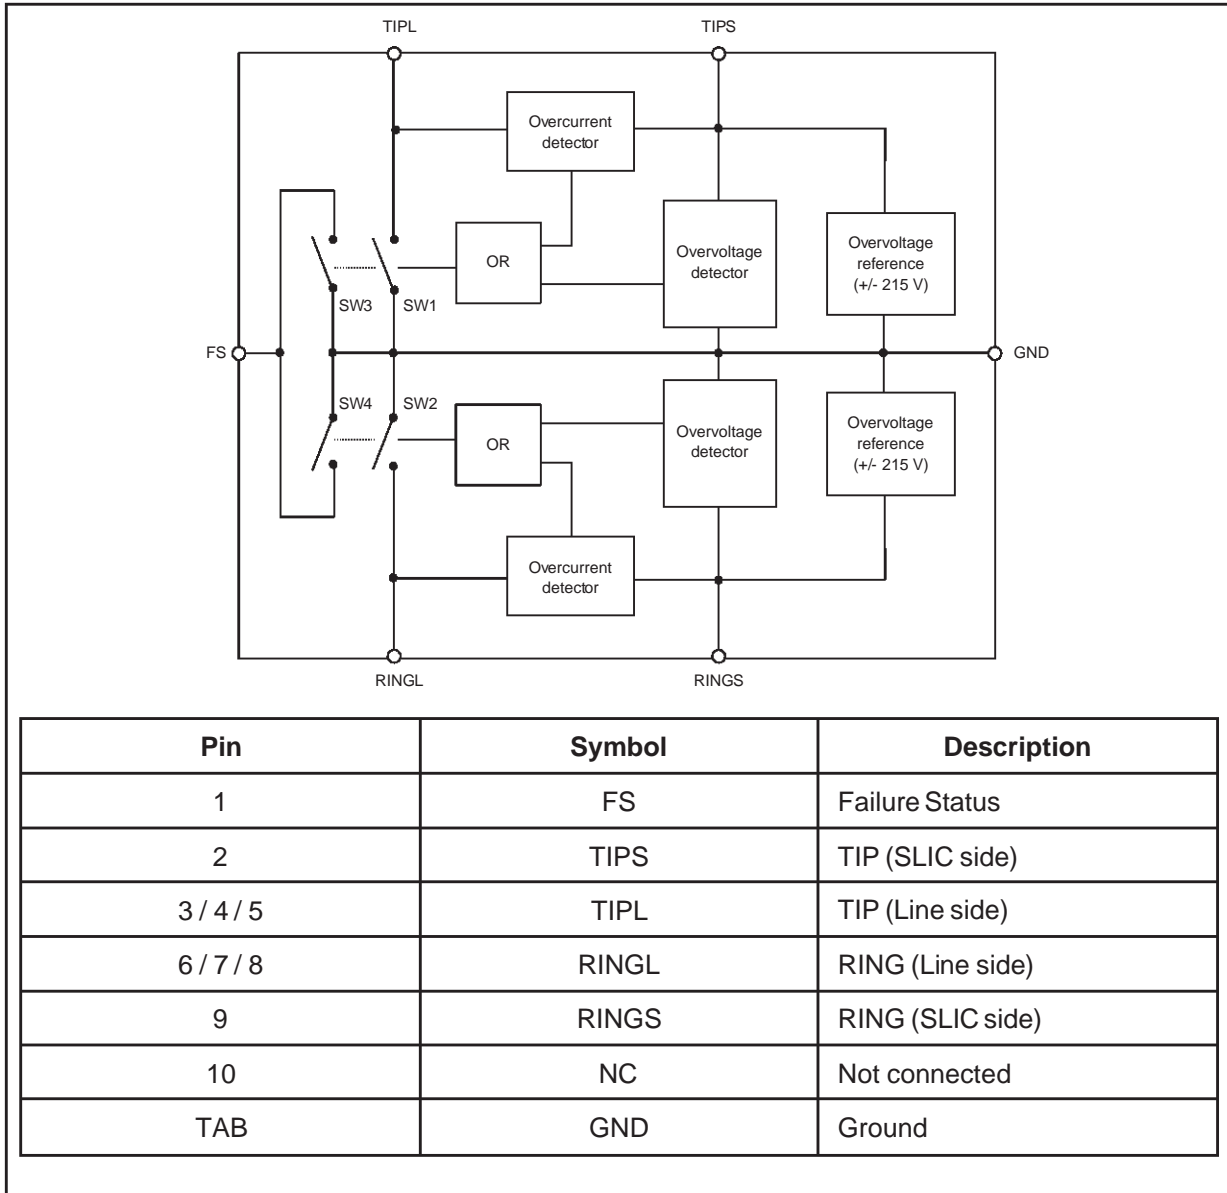 TIPL
TIPS
Overcurrent
detector
OR
Overvoltage
detector
Overvoltage
reference
(+/- 215 V)
SW3
SW1
FS
GND
SW4
SW2
OR
Overvoltage
detector
Overvoltage
reference
(+/- 215 V)
Overcurrent
detector
RINGL
RINGS
Pin Symbol Description
1 FS Failure Status
2 TIPS TIP (SLIC side)
3 / 4 / 5 TIPL TIP (Line side)
6 / 7 / 8 RINGL RING (Line side)
9 RINGS RING (SLIC side)
10 NC Not connected
TAB GND Ground